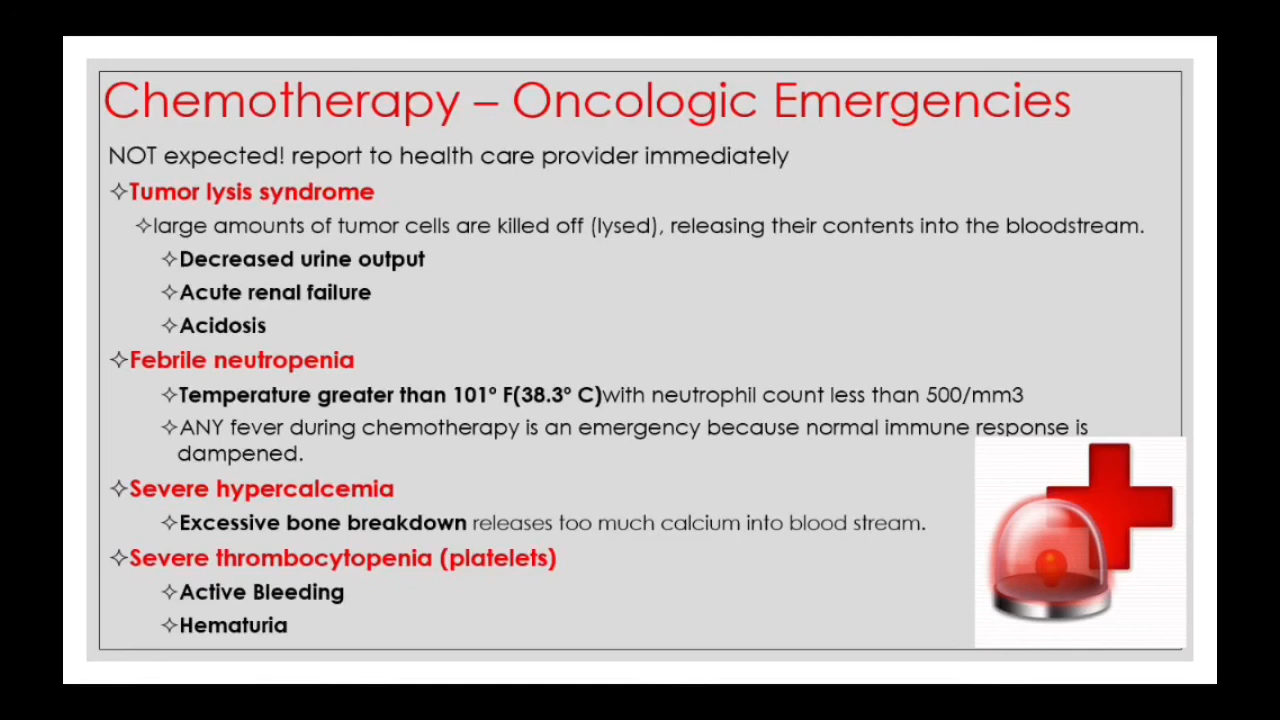 Chemotherapy – Oncologic Emergencies
NOT expected! report to health care provider immediately
✧Tumor lysis syndrome
✧large amounts of tumor cells are killed off (lysed), releasing their contents into the bloodstream.
✧Decreased urine output
✧Acute renal failure
✧Acidosis
✧Febrile neutropenia
✧Temperature greater than 101° F(38.3° C)with neutrophil count less than 500/mm3
✧ANY fever during chemotherapy is an emergency because normal immune response is
dampened.
✧Severe hypercalcemia
✧Excessive bone breakdown releases too much calcium into blood stream.
✧Severe thrombocytopenia (platelets)
✧Active Bleeding
✧Hematuria